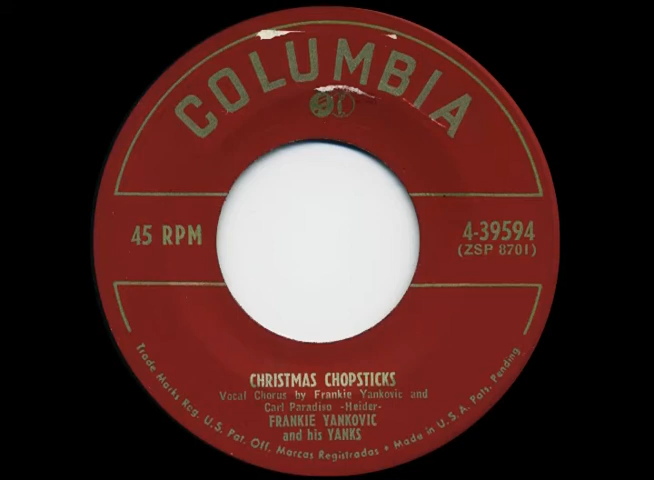 COLUMBIA
45 RPM
4-39594
(ZSP 8701)
CHRISTMAS CHOPSTICKS
Vocal Chorus by Frankie Yankovic and
Carl Paradiso -Heider-
FRANKIE YANKOVIC
and his YANKS
Trade Marks Reg. U.S. Pat. Off. Marcas Registradas • Made in U.S.A. Pats. Pending